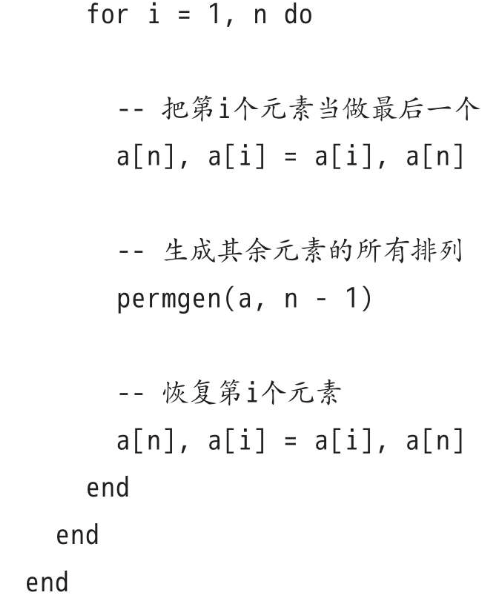 for i = 1, n do
-- 把第i个元素当做最后一个
a[n], a[i] = a[i], a[n]
-- 生成其余元素的所有排列
permgen(a, n - 1)
-- 恢复第i个元素
a[n], a[i] = a[i], a[n]
end
end
end